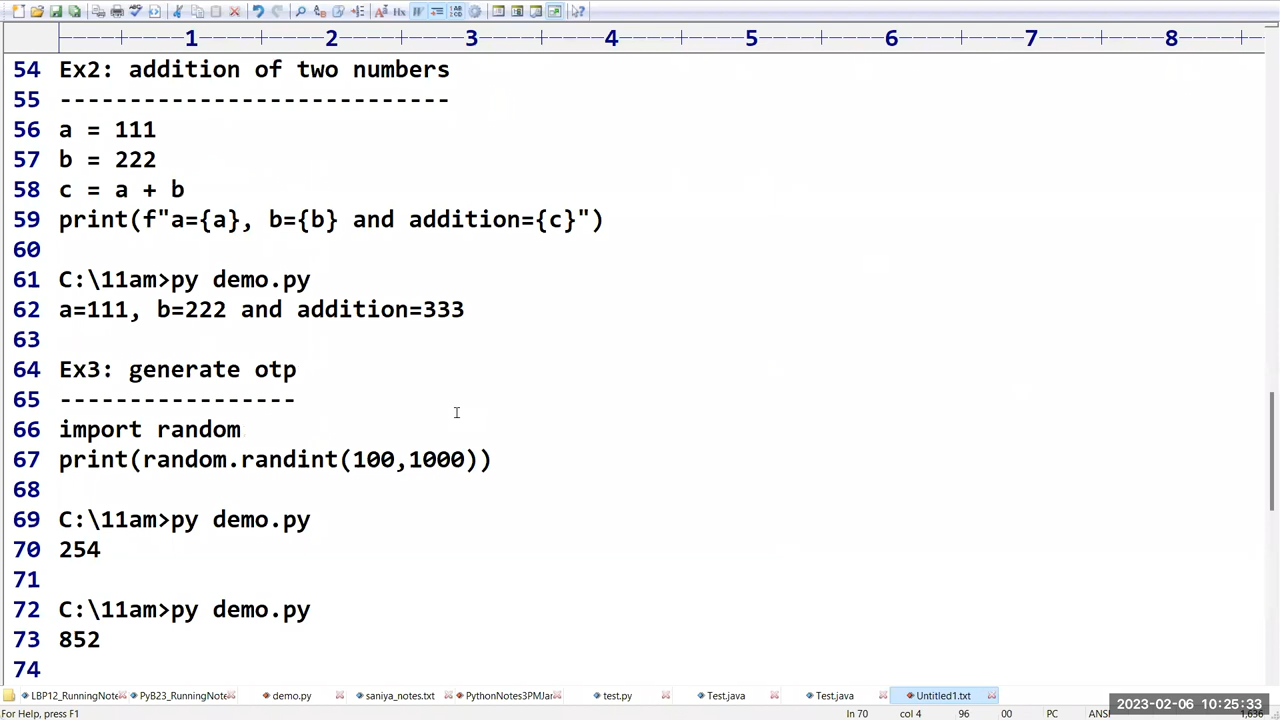 1 2 3 4 5 6 7 8
54 Ex2: addition of two numbers
55 ----------------------------
56 a = 111
57 b = 222
58 c = a + b
59 print(f"a={a}, b={b} and addition={c}")
60
61 C:\11am>py demo.py
62 a=111, b=222 and addition=333
63
64 Ex3: generate otp
65 -----------------
66 import random
67 print(random.randint(100,1000))
68
69 C:\11am>py demo.py
70 254
71
72 C:\11am>py demo.py
73 852
74
LBP12_RunningNote PyB23_RunningNote demo.py saniya_notes.txt PythonNotes3PMJan test.py Test.java Test.java Untitled1.txt
For Help, press F1 ln 70 col 4 96 00 PC ANSI 2023-02-06 10:25:33